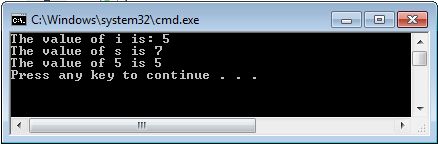 C:\Windows\system32\cmd.exe
The value of i is: 5
The value of s is 7
The value of 5 is 5
Press any key to continue . . .